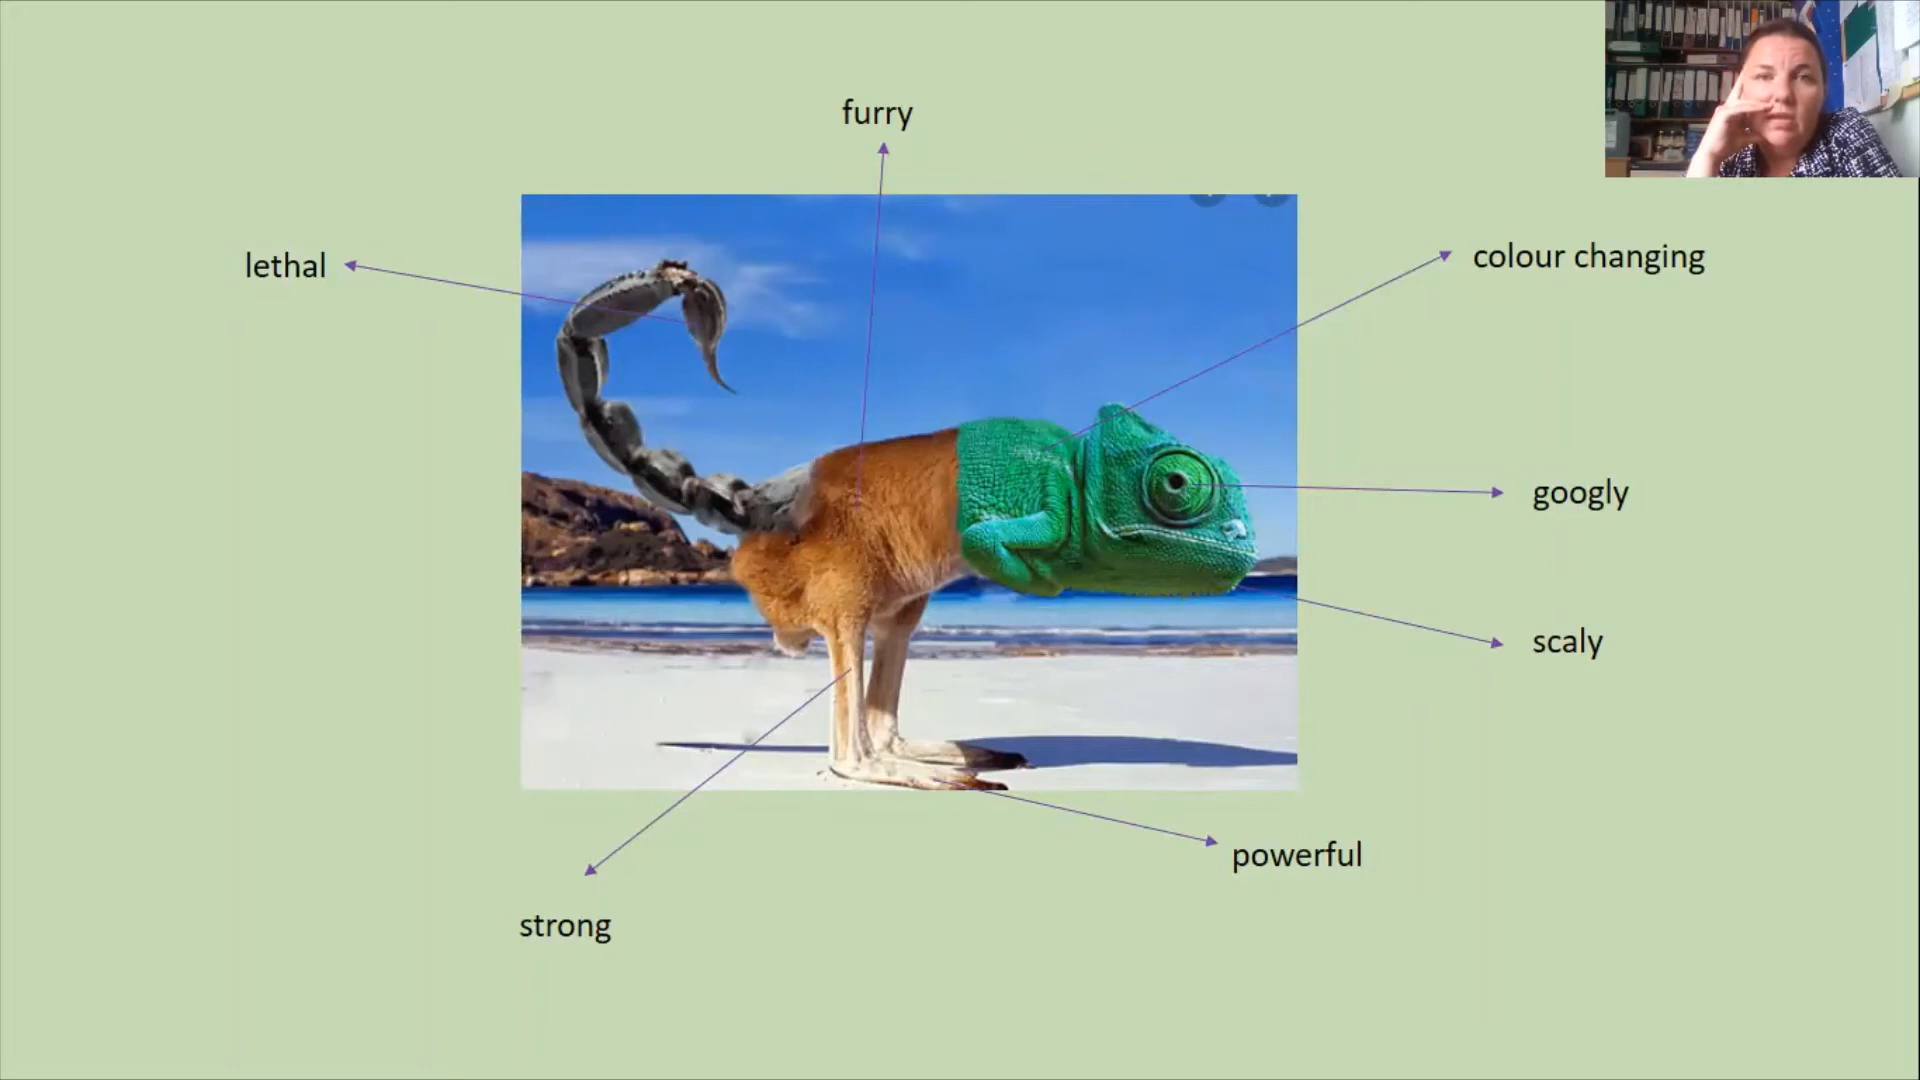 furry
lethal
colour changing
googly
scaly
powerful
strong